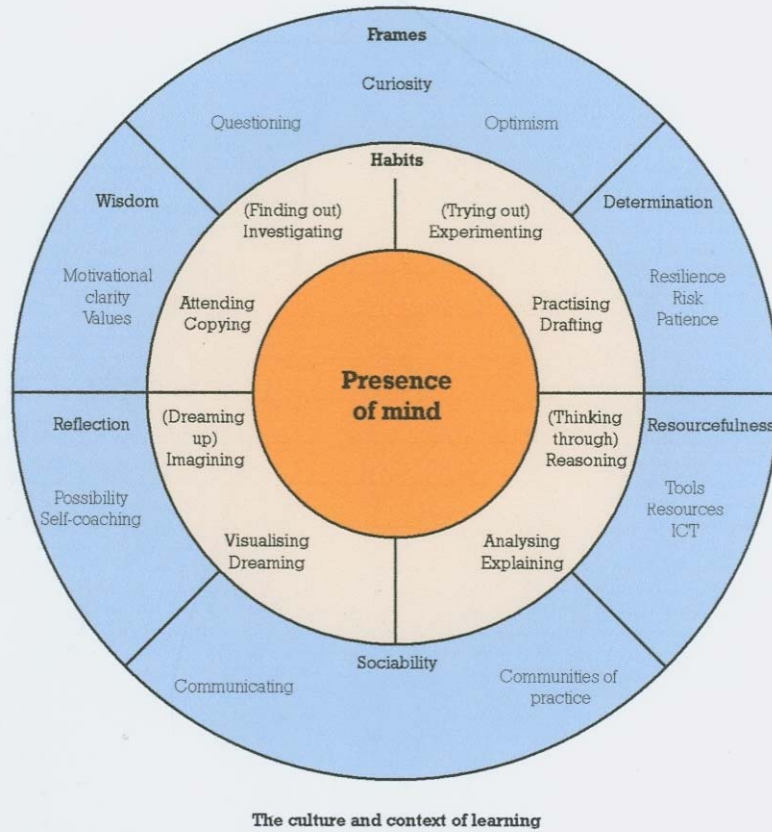 Frames
Curiosity
Questioning
Optimism
Habits
Wisdom
Motivational
clarity
Values
(Finding out)
Investigating
Attending
Copying
(Trying out)
Experimenting
Practising
Drafting
Determination
Resilience
Risk
Patience
Presence
of mind
Reflection
Possibility
Self-coaching
(Dreaming
up)
Imagining
Visualising
Dreaming
(Thinking
through)
Reasoning
Analysing
Explaining
Resourcefulness
Tools
Resources
ICT
Sociability
Communicating
Communities of
practice
The culture and context of learning